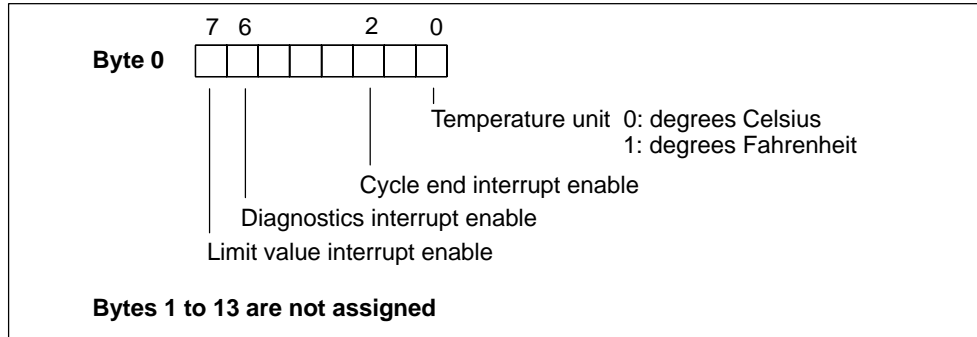 7 6 2 0
Byte 0
Temperature unit 0: degrees Celsius
1: degrees Fahrenheit
Cycle end interrupt enable
Diagnostics interrupt enable
Limit value interrupt enable
Bytes 1 to 13 are not assigned